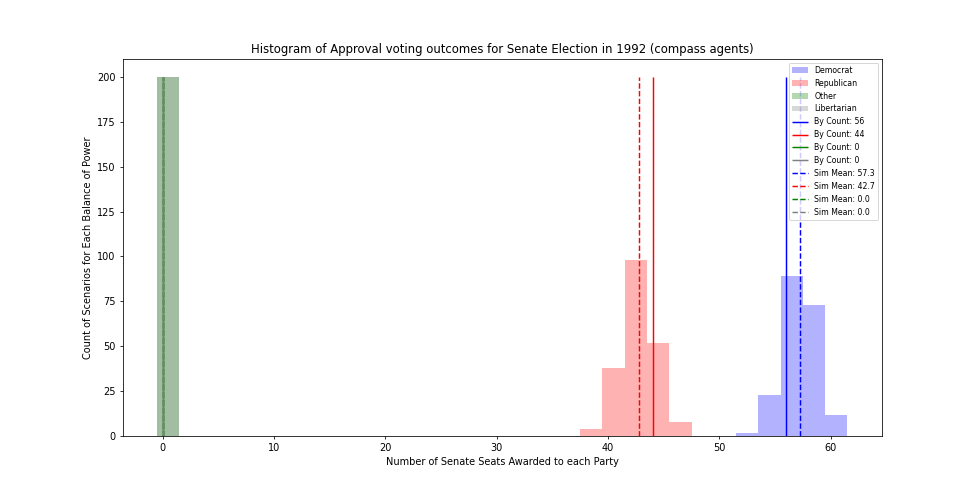 Histogram of Approval voting outcomes for Senate Election in 1992 (compass agents)
Count of Scenarios for Each Balance of Power
200
175
150
125
100
75
50
25
0
Democrat
Republican
Other
Libertarian
By Count: 56
By Count: 44
By Count: 0
By Count: 0
Sim Mean: 57.3
Sim Mean: 42.7
Sim Mean: 0.0
Sim Mean: 0.0
0 10 20 30 40 50 60
Number of Senate Seats Awarded to each Party